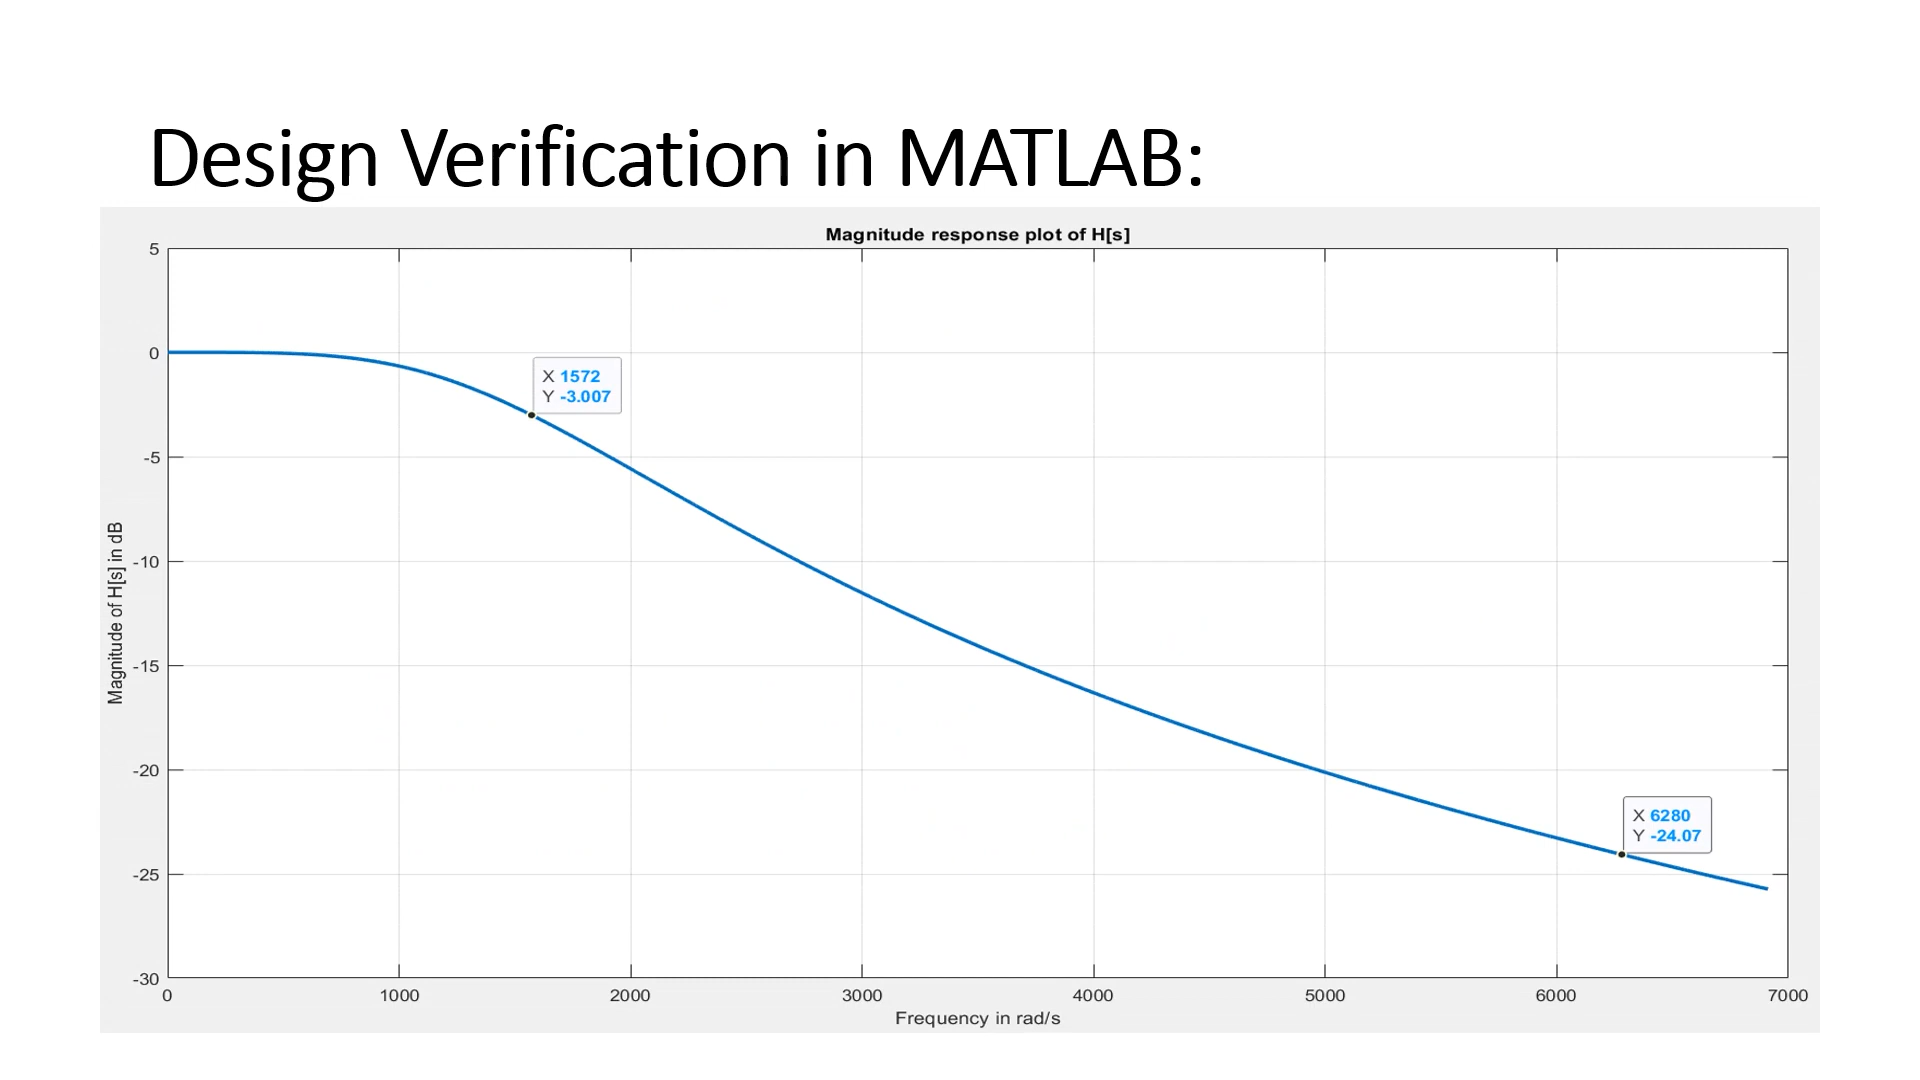 Design Verification in MATLAB:
Magnitude response plot of H[s]
5
0
-5
-10
-15
-20
-25
-30
Magnitude of H[s] in dB
X 1572
Y -3.007
X 6280
Y -24.07
0 1000 2000 3000 4000 5000 6000 7000
Frequency in rad/s